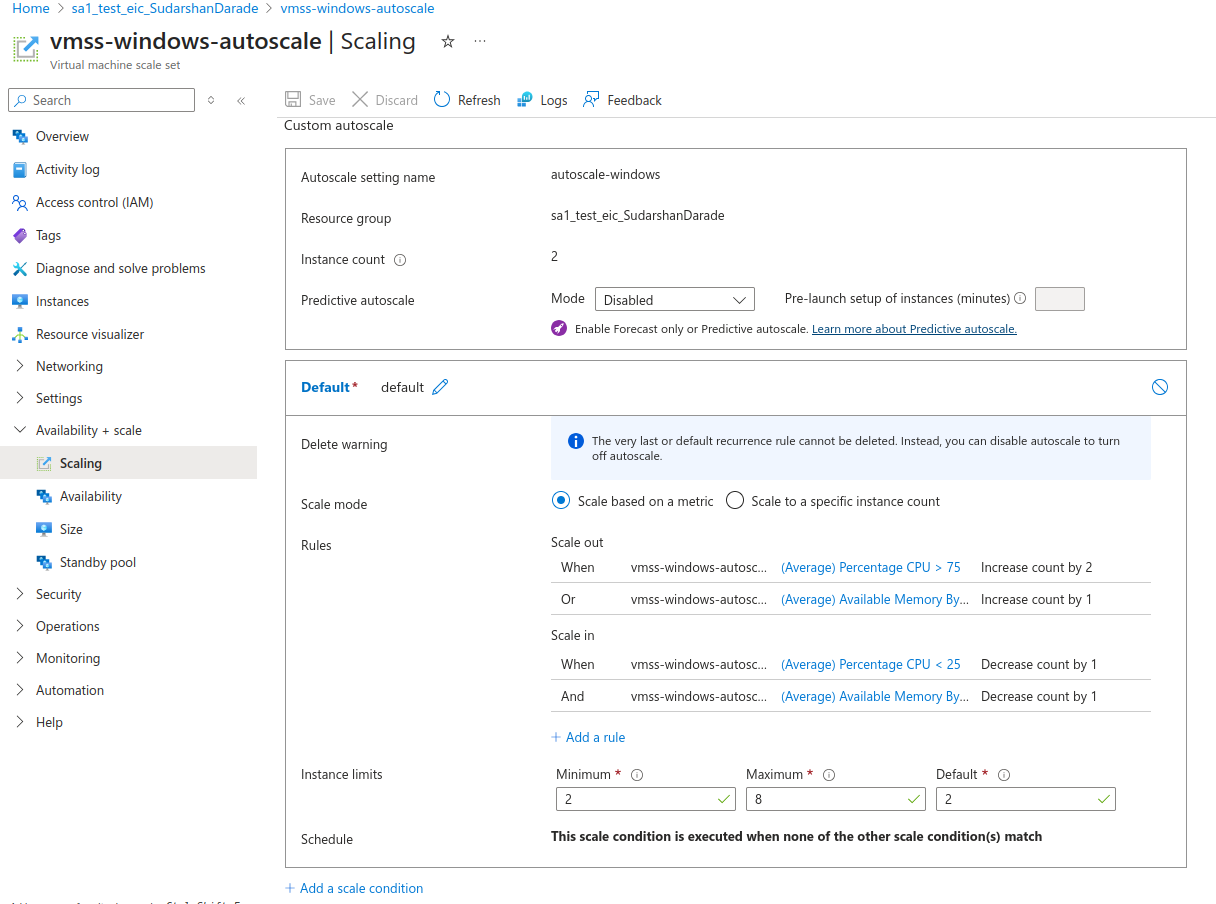 Home > sa1_test_eic_SudarshanDarade > vmss-windows-autoscale
vmss-windows-autoscale | Scaling
Virtual machine scale set
Search
Save Discard Refresh Logs Feedback
Overview
Activity log
Access control (IAM)
Tags
Diagnose and solve problems
Instances
Resource visualizer
Networking
Settings
Availability + scale
Scaling
Availability
Size
Standby pool
Security
Operations
Monitoring
Automation
Help
Custom autoscale
Autoscale setting name autoscale-windows
Resource group sa1_test_eic_SudarshanDarade
Instance count 2
Predictive autoscale Mode Disabled Pre-launch setup of instances (minutes)
Enable Forecast only or Predictive autoscale. Learn more about Predictive autoscale.
Default* default
Delete warning
The very last or default recurrence rule cannot be deleted. Instead, you can disable autoscale to turn
off autoscale.
Scale mode Scale based on a metric Scale to a specific instance count
Rules
Scale out
When vmss-windows-autosc... (Average) Percentage CPU > 75 Increase count by 2
Or vmss-windows-autosc... (Average) Available Memory By... Increase count by 1
Scale in
When vmss-windows-autosc... (Average) Percentage CPU < 25 Decrease count by 1
And vmss-windows-autosc... (Average) Available Memory By... Decrease count by 1
+ Add a rule
Instance limits Minimum * Maximum * Default *
2 8 2
Schedule This scale condition is executed when none of the other scale condition(s) match
+ Add a scale condition